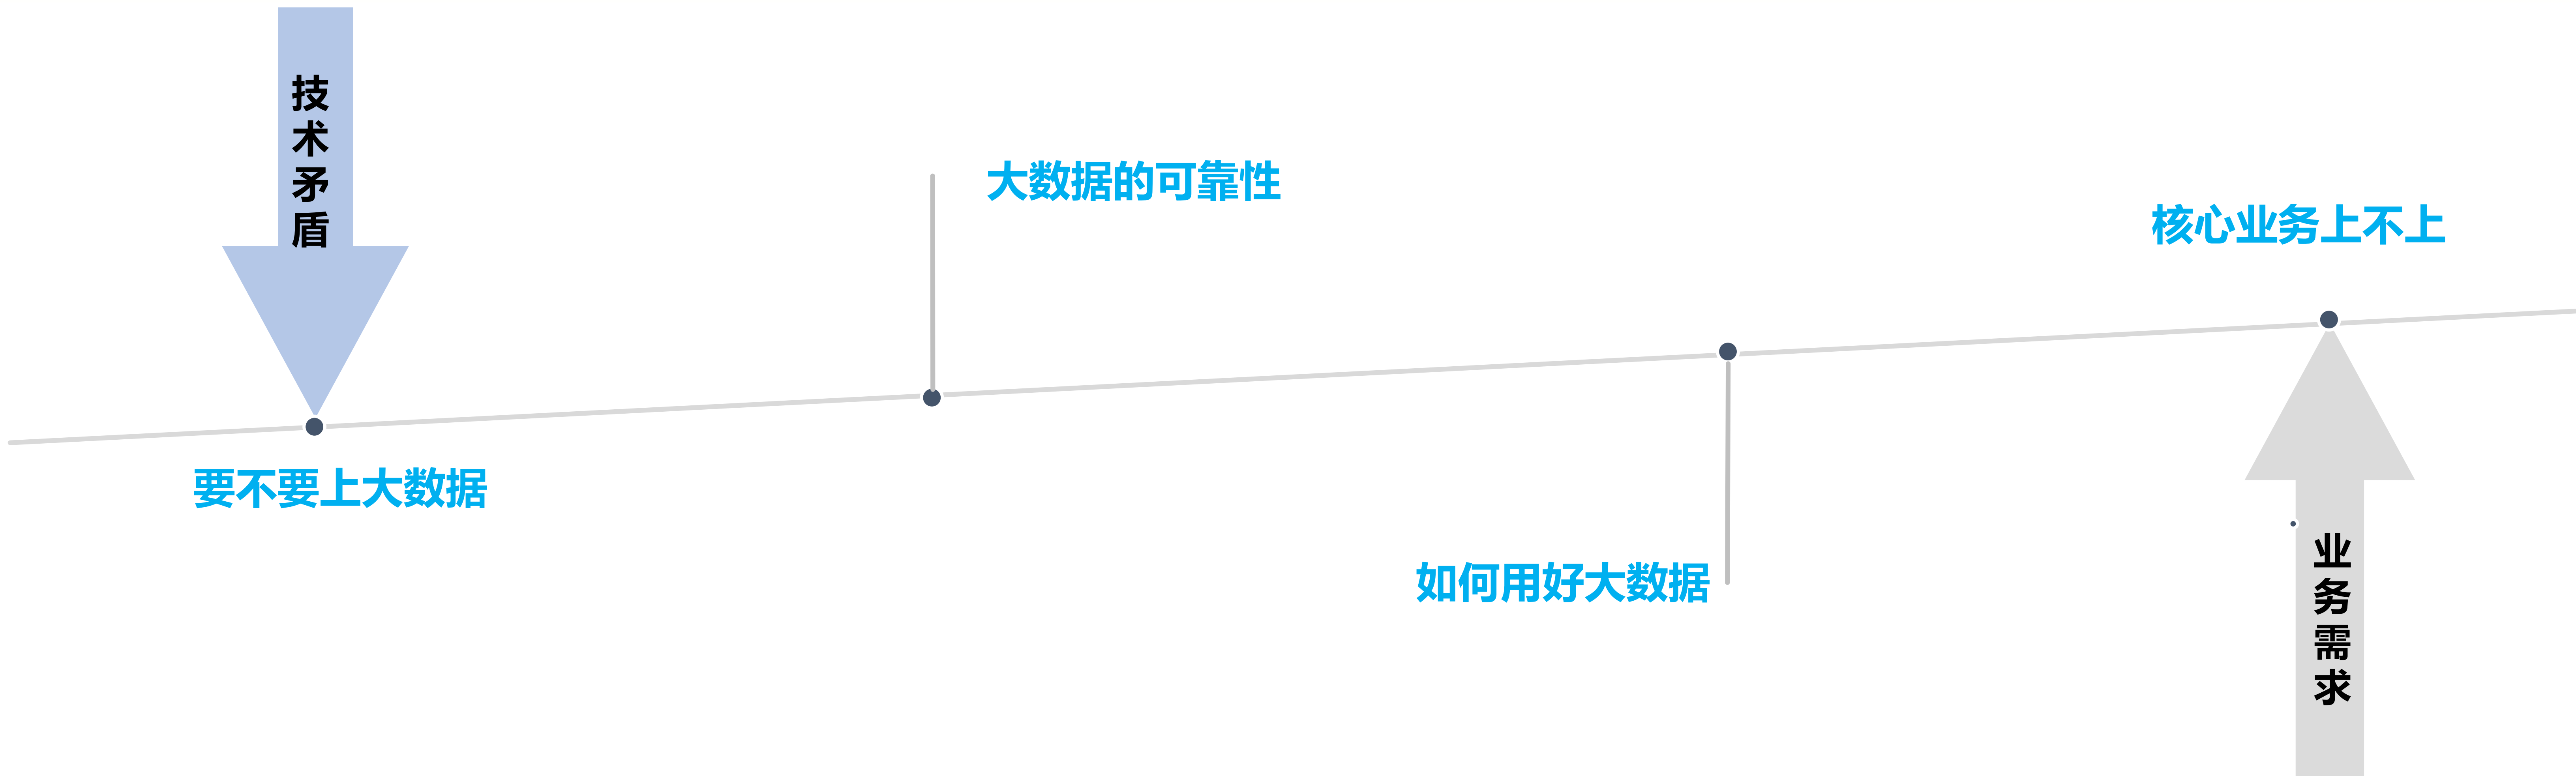 技术矛盾
要不要上大数据
大数据的可靠性
如何用好大数据
核心业务上不上
业务需求